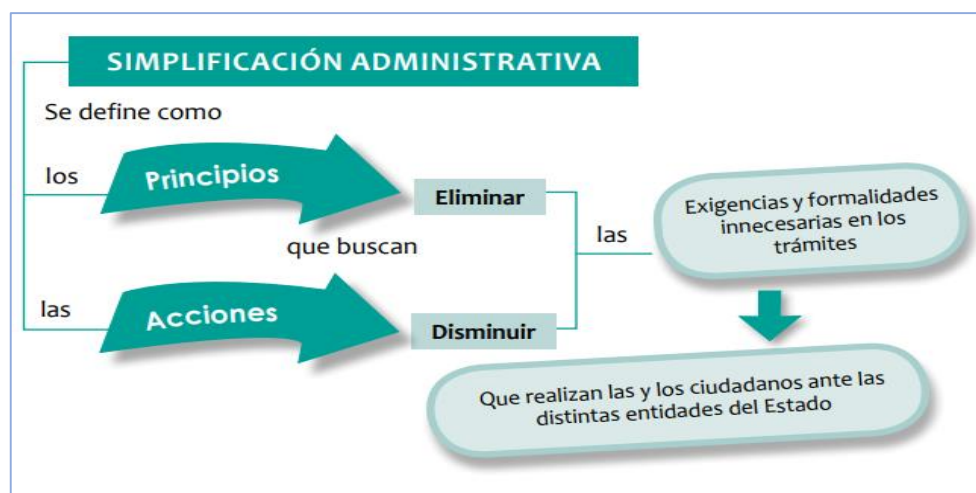 SIMPLIFICACIÓN ADMINISTRATIVA
Se define como
los
Principios
Eliminar
que buscan
las
Acciones
Disminuir
las
Exigencias y formalidades
innecesarias en los
trámites
Que realizan las y los ciudadanos ante las
distintas entidades del Estado